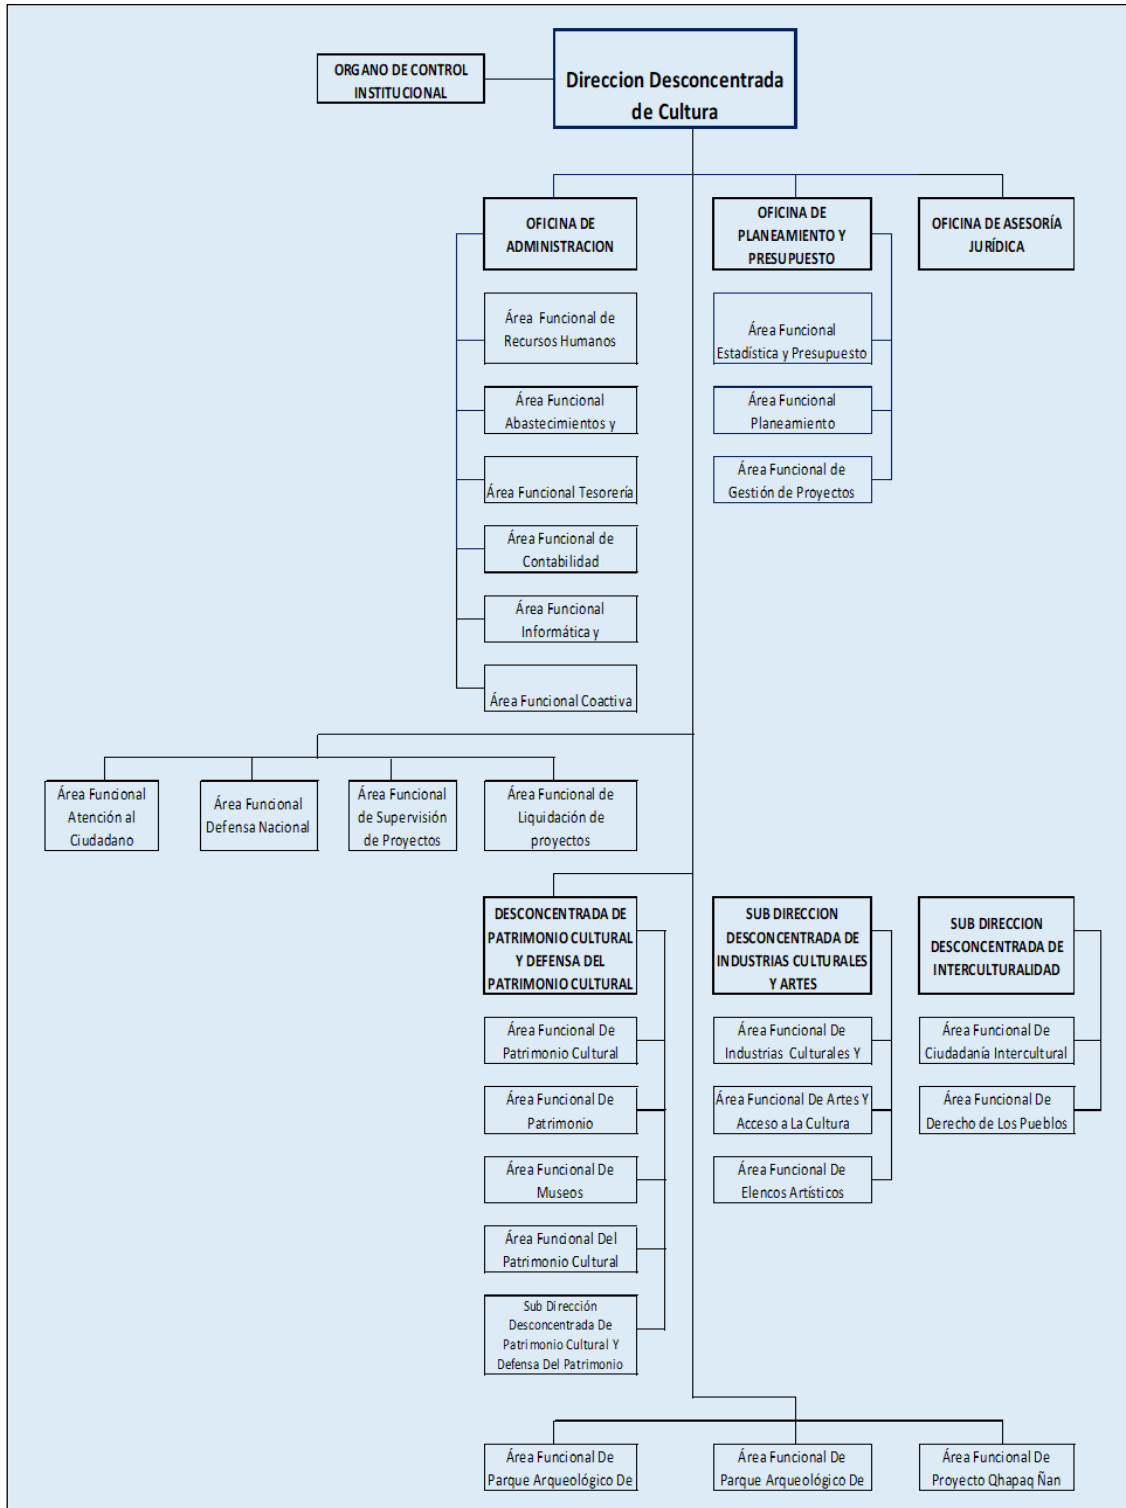 ORGANO DE CONTROL
INSTITUCIONAL
Direccion Desconcentrada
de Cultura
OFICINA DE
ADMINISTRACION
OFICINA DE
PLANEAMIENTO Y
PRESUPUESTO
OFICINA DE ASESORÍA
JURÍDICA
Área Funcional de
Recursos Humanos
Área Funcional
Estadística y Presupuesto
Área Funcional
Abastecimientos y
Área Funcional
Planeamiento
Área Funcional Tesorería
Área Funcional de
Gestión de Proyectos
Área Funcional de
Contabilidad
Área Funcional
Informática y
Área Funcional Coactiva
Área Funcional
Atención al
Ciudadano
Área Funcional
Defensa Nacional
Área Funcional
de Supervisión
de Proyectos
Área Funcional de
Liquidación de
proyectos
DESCONCENTRADA DE
PATRIMONIO CULTURAL
Y DEFENSA DEL
PATRIMONIO CULTURAL
SUB DIRECCION
DESCONCENTRADA DE
INDUSTRIAS CULTURALES
Y ARTES
SUB DIRECCION
DESCONCENTRADA DE
INTERCULTURALIDAD
Área Funcional De
Patrimonio Cultural
Área Funcional De
Industrias Culturales Y
Área Funcional De
Ciudadanía Intercultural
Área Funcional De
Patrimonio
Área Funcional De Artes Y
Acceso a La Cultura
Área Funcional De
Derecho de Los Pueblos
Área Funcional De
Museos
Área Funcional De
Elencos Artísticos
Área Funcional Del
Patrimonio Cultural
Sub Dirección
Desconcentrada De
Patrimonio Cultural Y
Defensa Del Patrimonio
Área Funcional De
Parque Arqueológico De
Área Funcional De
Parque Arqueológico De
Área Funcional De
Proyecto Qhapaq Ñan